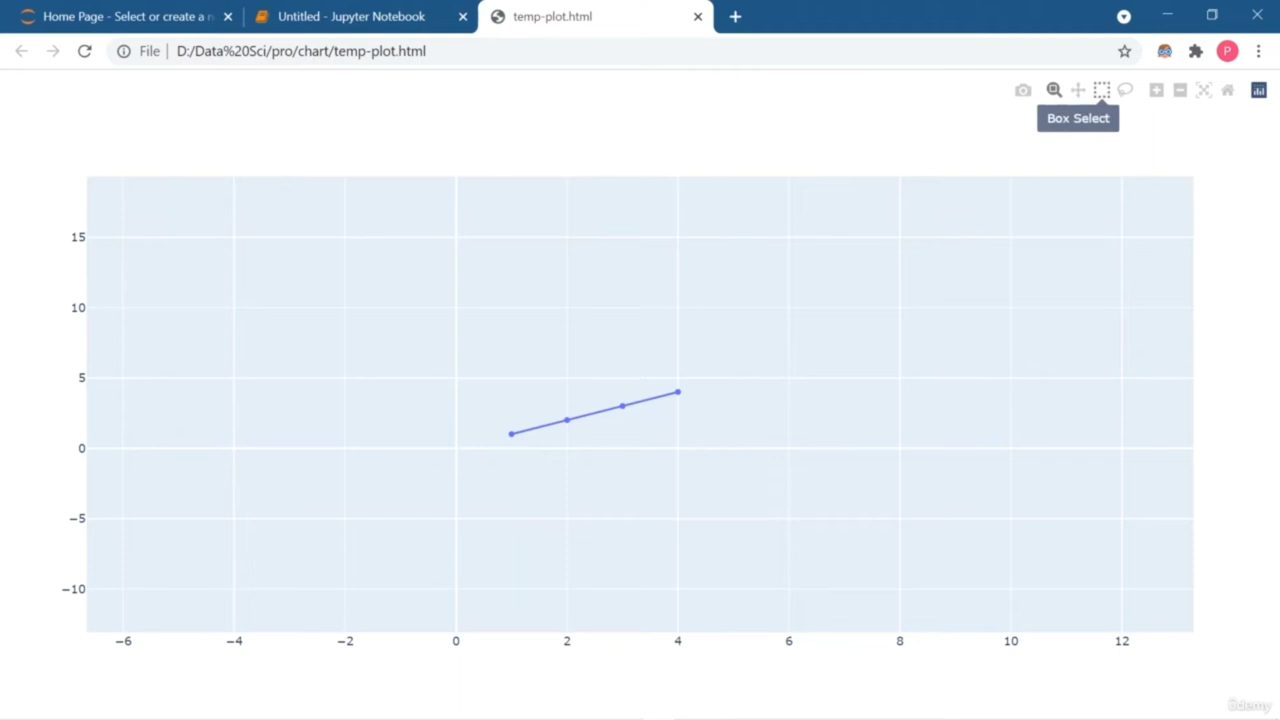 Home Page - Select or create a n
Untitled - Jupyter Notebook
temp-plot.html
File
D:/Data%20Sci/pro/chart/temp-plot.html
P
Box Select
15
10
5
0
−5
−10
−6 −4 −2 0 2 4 6 8 10 12
ûdemy